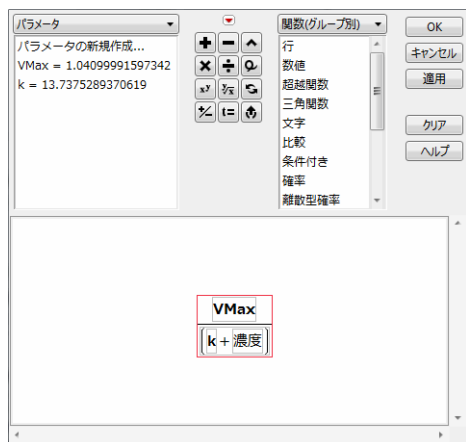 パラメータ
パラメータの新規作成...
VMax = 1.04099991597342
k = 13.7375289370619
x^y
y√x
t=
関数(グループ別)
行
数値
超越関数
三角関数
文字
比較
条件付き
確率
離散型確率
OK
キャンセル
適用
クリア
ヘルプ
VMax
(k + 濃度)